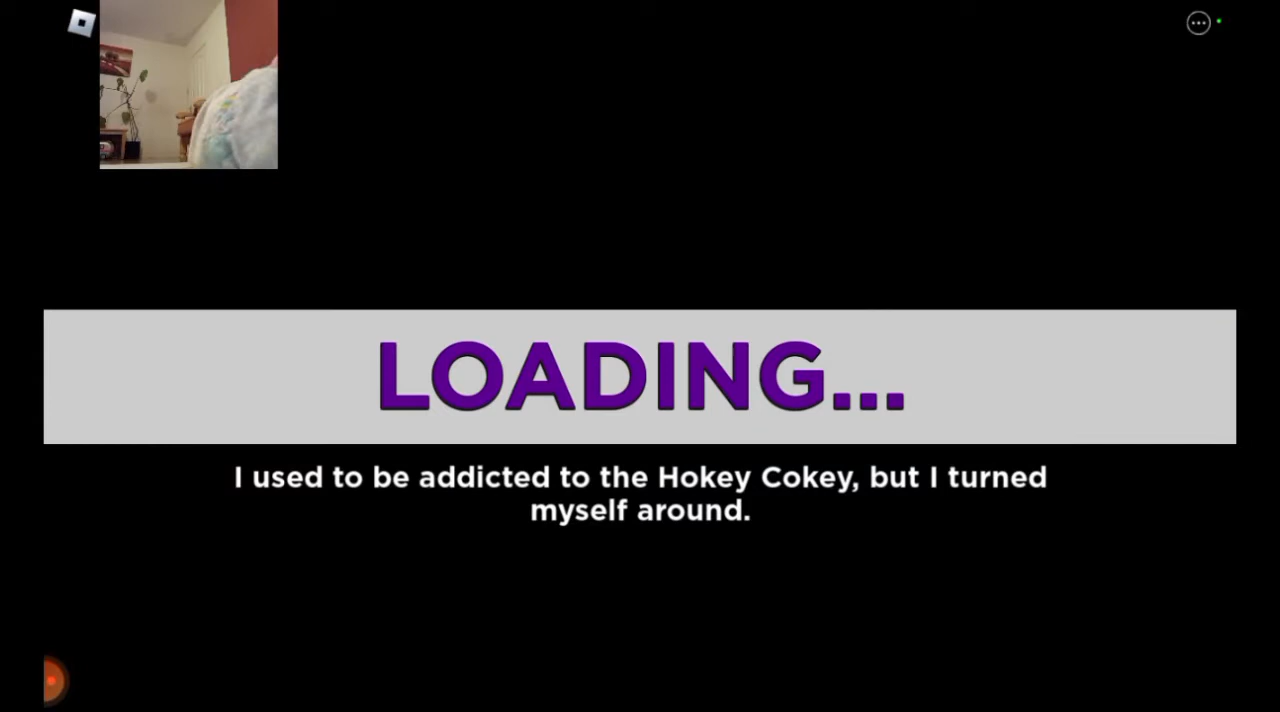 LOADING...
I used to be addicted to the Hokey Cokey, but I turned
myself around.